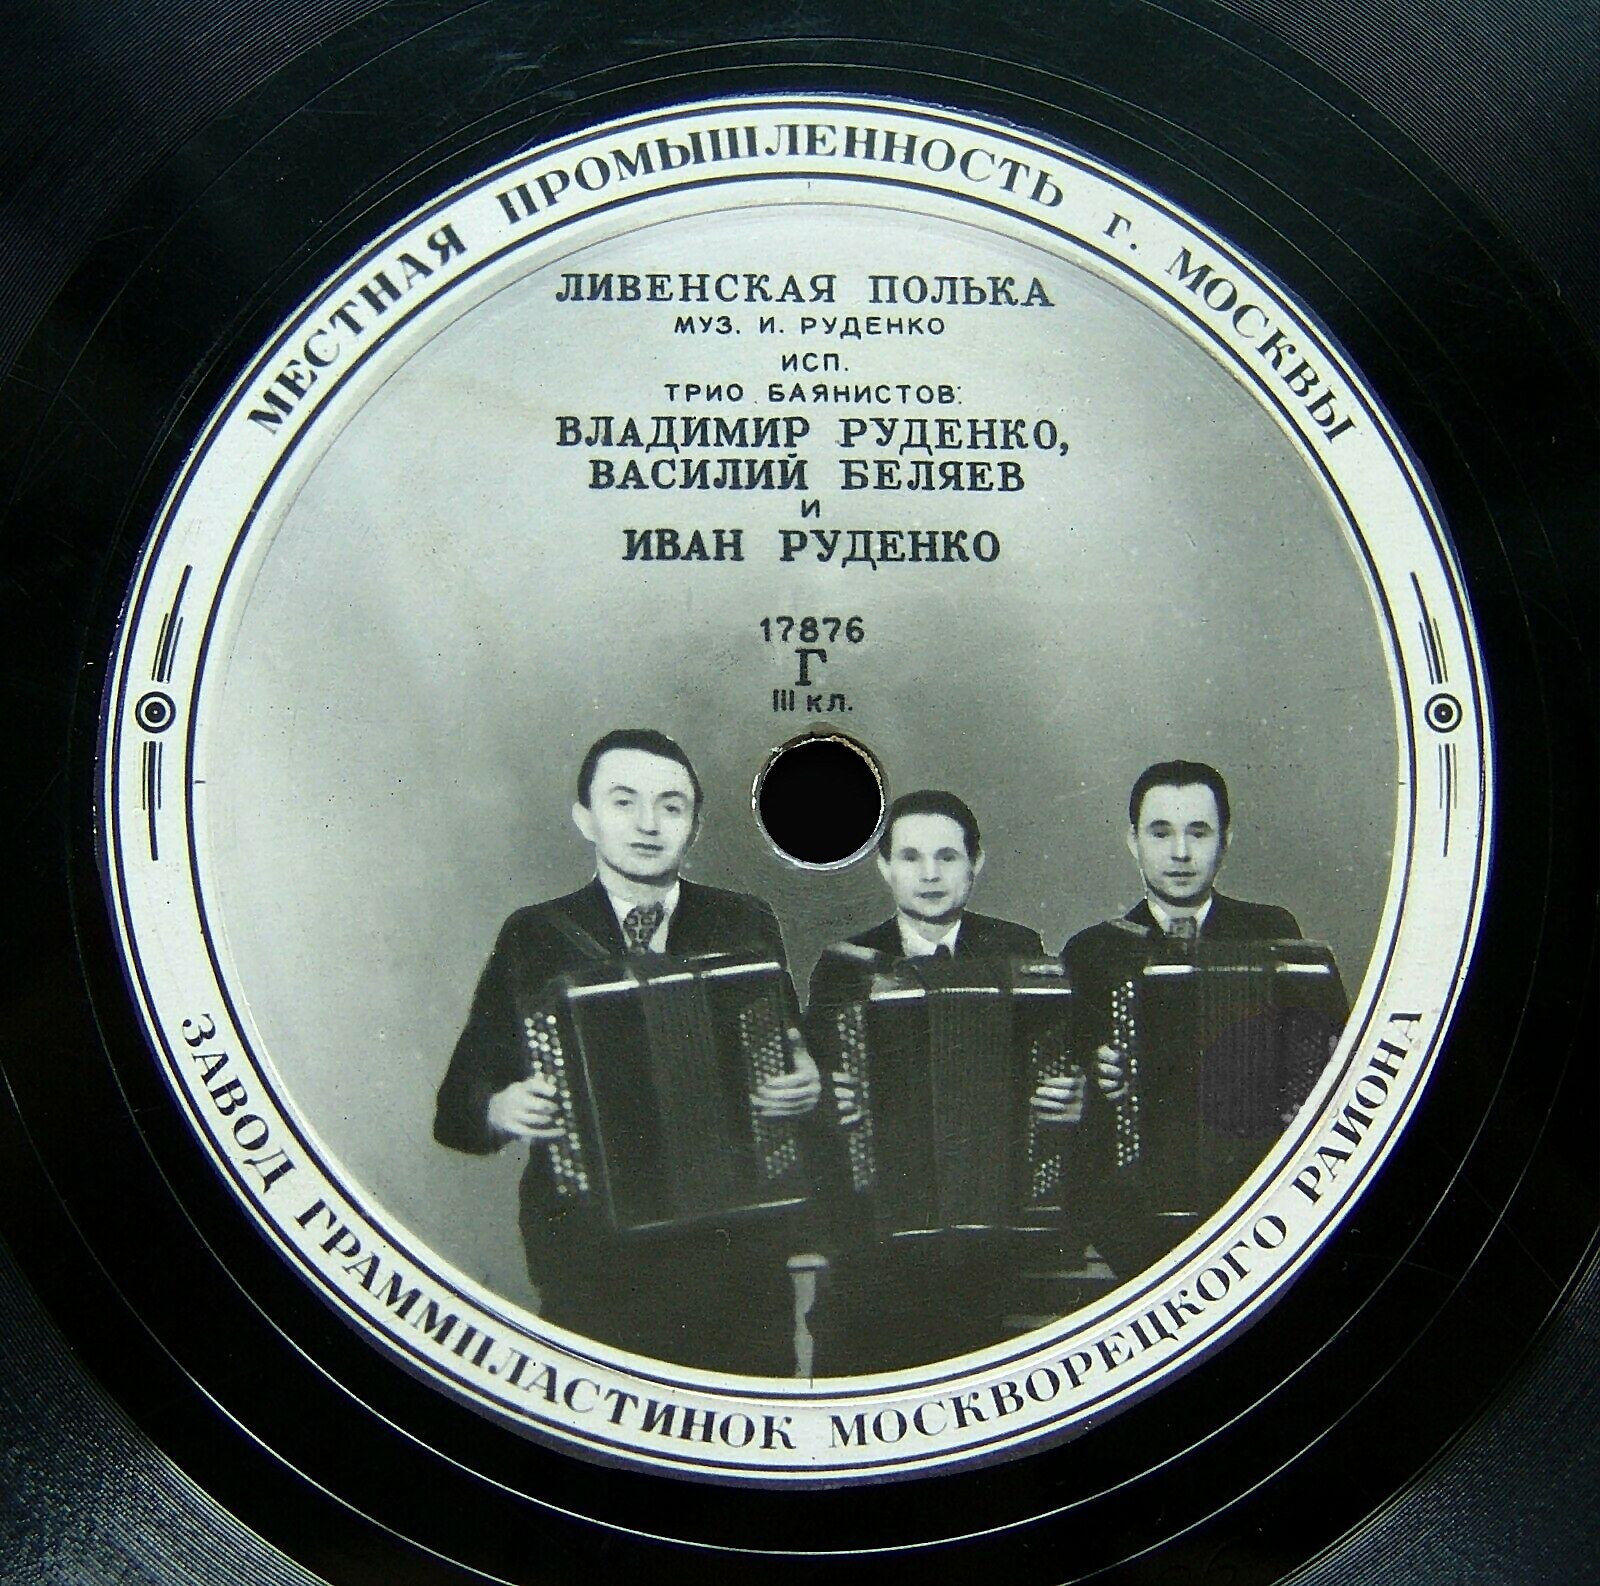 МЕСТНАЯ ПРОМЫШЛЕННОСТЬ г. МОСКВЫ
ЛИВЕНСКАЯ ПОЛЬКА
МУЗ. И. РУДЕНКО
ИСП.
ТРИО БАЯНИСТОВ:
ВЛАДИМИР РУДЕНКО,
ВАСИЛИЙ БЕЛЯЕВ
И
ИВАН РУДЕНКО
17876
Г
III КЛ.
ЗАВОД ГРАММПЛАСТИНОК МОСКВОРЕЦКОГО РАЙОНА